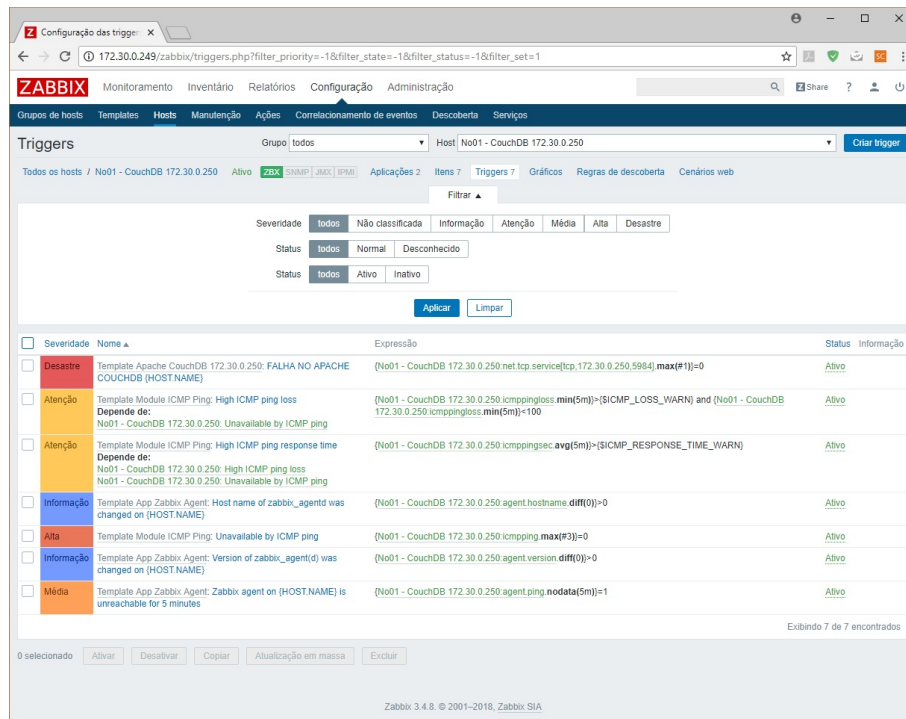 Z Configuração das trigger
172.30.0.249/zabbix/triggers.php?filter_priority=-1&filter_state=-1&filter_status=-1&filter_set=1
ZABBIX Monitoramento Inventário Relatórios Configuração Administração Z Share ?
Grupos de hosts Templates Hosts Manutenção Ações Correlacionamento de eventos Descoberta Serviços
Triggers Grupo todos Host No01 - CouchDB 172.30.0.250 Criar trigger
Todos os hosts / No01 - CouchDB 172.30.0.250 Ativo ZBX SNMP JMX IPMI Aplicações 2 Itens 7 Triggers 7 Gráficos Regras de descoberta Cenários web
Filtrar
Severidade todos Não classificada Informação Atenção Média Alta Desastre
Status todos Normal Desconhecido
Status todos Ativo Inativo
Aplicar Limpar
Severidade Nome Expressão Status Informação
Desastre Template Apache CouchDB 172.30.0.250: FALHA NO APACHE {No01 - CouchDB 172.30.0.250:net.tcp.service[tcp,172.30.0.250,5984].max(#1)}=0 Ativo
COUCHDB {HOST.NAME}
Atenção Template Module ICMP Ping: High ICMP ping loss {No01 - CouchDB 172.30.0.250:icmppingloss.min(5m)}>{$ICMP_LOSS_WARN} and {No01 - CouchDB Ativo
Depende de: 172.30.0.250:icmppingloss.min(5m)}<100
No01 - CouchDB 172.30.0.250: Unavailable by ICMP ping
Atenção Template Module ICMP Ping: High ICMP ping response time {No01 - CouchDB 172.30.0.250:icmppingsec.avg(5m)}>{$ICMP_RESPONSE_TIME_WARN} Ativo
Depende de:
No01 - CouchDB 172.30.0.250: High ICMP ping loss
No01 - CouchDB 172.30.0.250: Unavailable by ICMP ping
Informação Template App Zabbix Agent: Host name of zabbix_agentd was {No01 - CouchDB 172.30.0.250:agent.hostname.diff(0)}>0 Ativo
changed on {HOST.NAME}
Alta Template Module ICMP Ping: Unavailable by ICMP ping {No01 - CouchDB 172.30.0.250:icmpping.max(#3)}=0 Ativo
Informação Template App Zabbix Agent: Version of zabbix_agent(d) was {No01 - CouchDB 172.30.0.250:agent.version.diff(0)}>0 Ativo
changed on {HOST.NAME}
Média Template App Zabbix Agent: Zabbix agent on {HOST.NAME} is {No01 - CouchDB 172.30.0.250:agent.ping.nodata(5m)}=1 Ativo
unreachable for 5 minutes
Exibindo 7 de 7 encontrados
0 selecionado Ativar Desativar Copiar Atualização em massa Excluir
Zabbix 3.4.8. © 2001–2018, Zabbix SIA